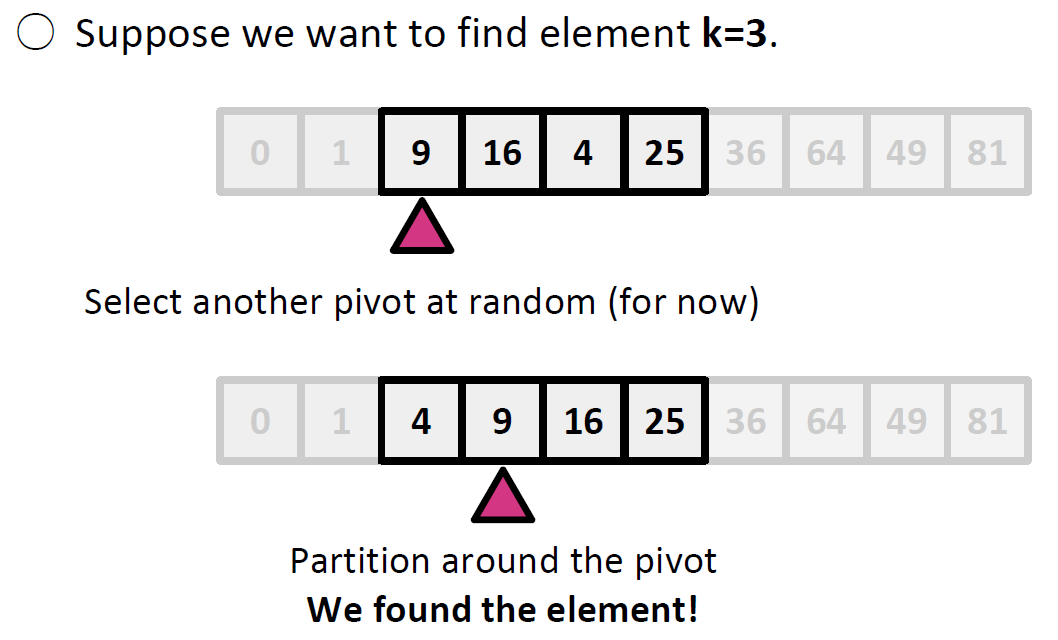 Suppose we want to find element k=3.
0 1 9 16 4 25 36 64 49 81
Select another pivot at random (for now)
0 1 4 9 16 25 36 64 49 81
Partition around the pivot
We found the element!